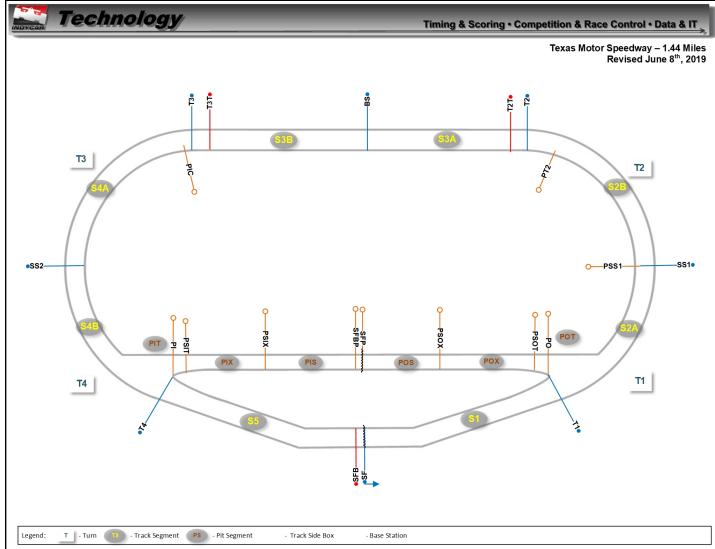 INDYCAR
Technology
Timing & Scoring • Competition & Race Control • Data & IT
Texas Motor Speedway – 1.44 Miles
Revised June 8th, 2019
T3
T3T
BS
T2T
T2
S3B
S3A
T3
PIC
PT2
T2
S4A
S2B
SS2
PSS1
SS1
S4B
S2A
PIT
PI
PSIT
PSIX
SFBP
SFP
PSOX
PSOT
PO
POT
PIX
PIS
POS
POX
T4
T1
S5
S1
T4
T1
SFB
SF
Legend: T - Turn T# - Track Segment PS - Pit Segment - Track Side Box - Base Station